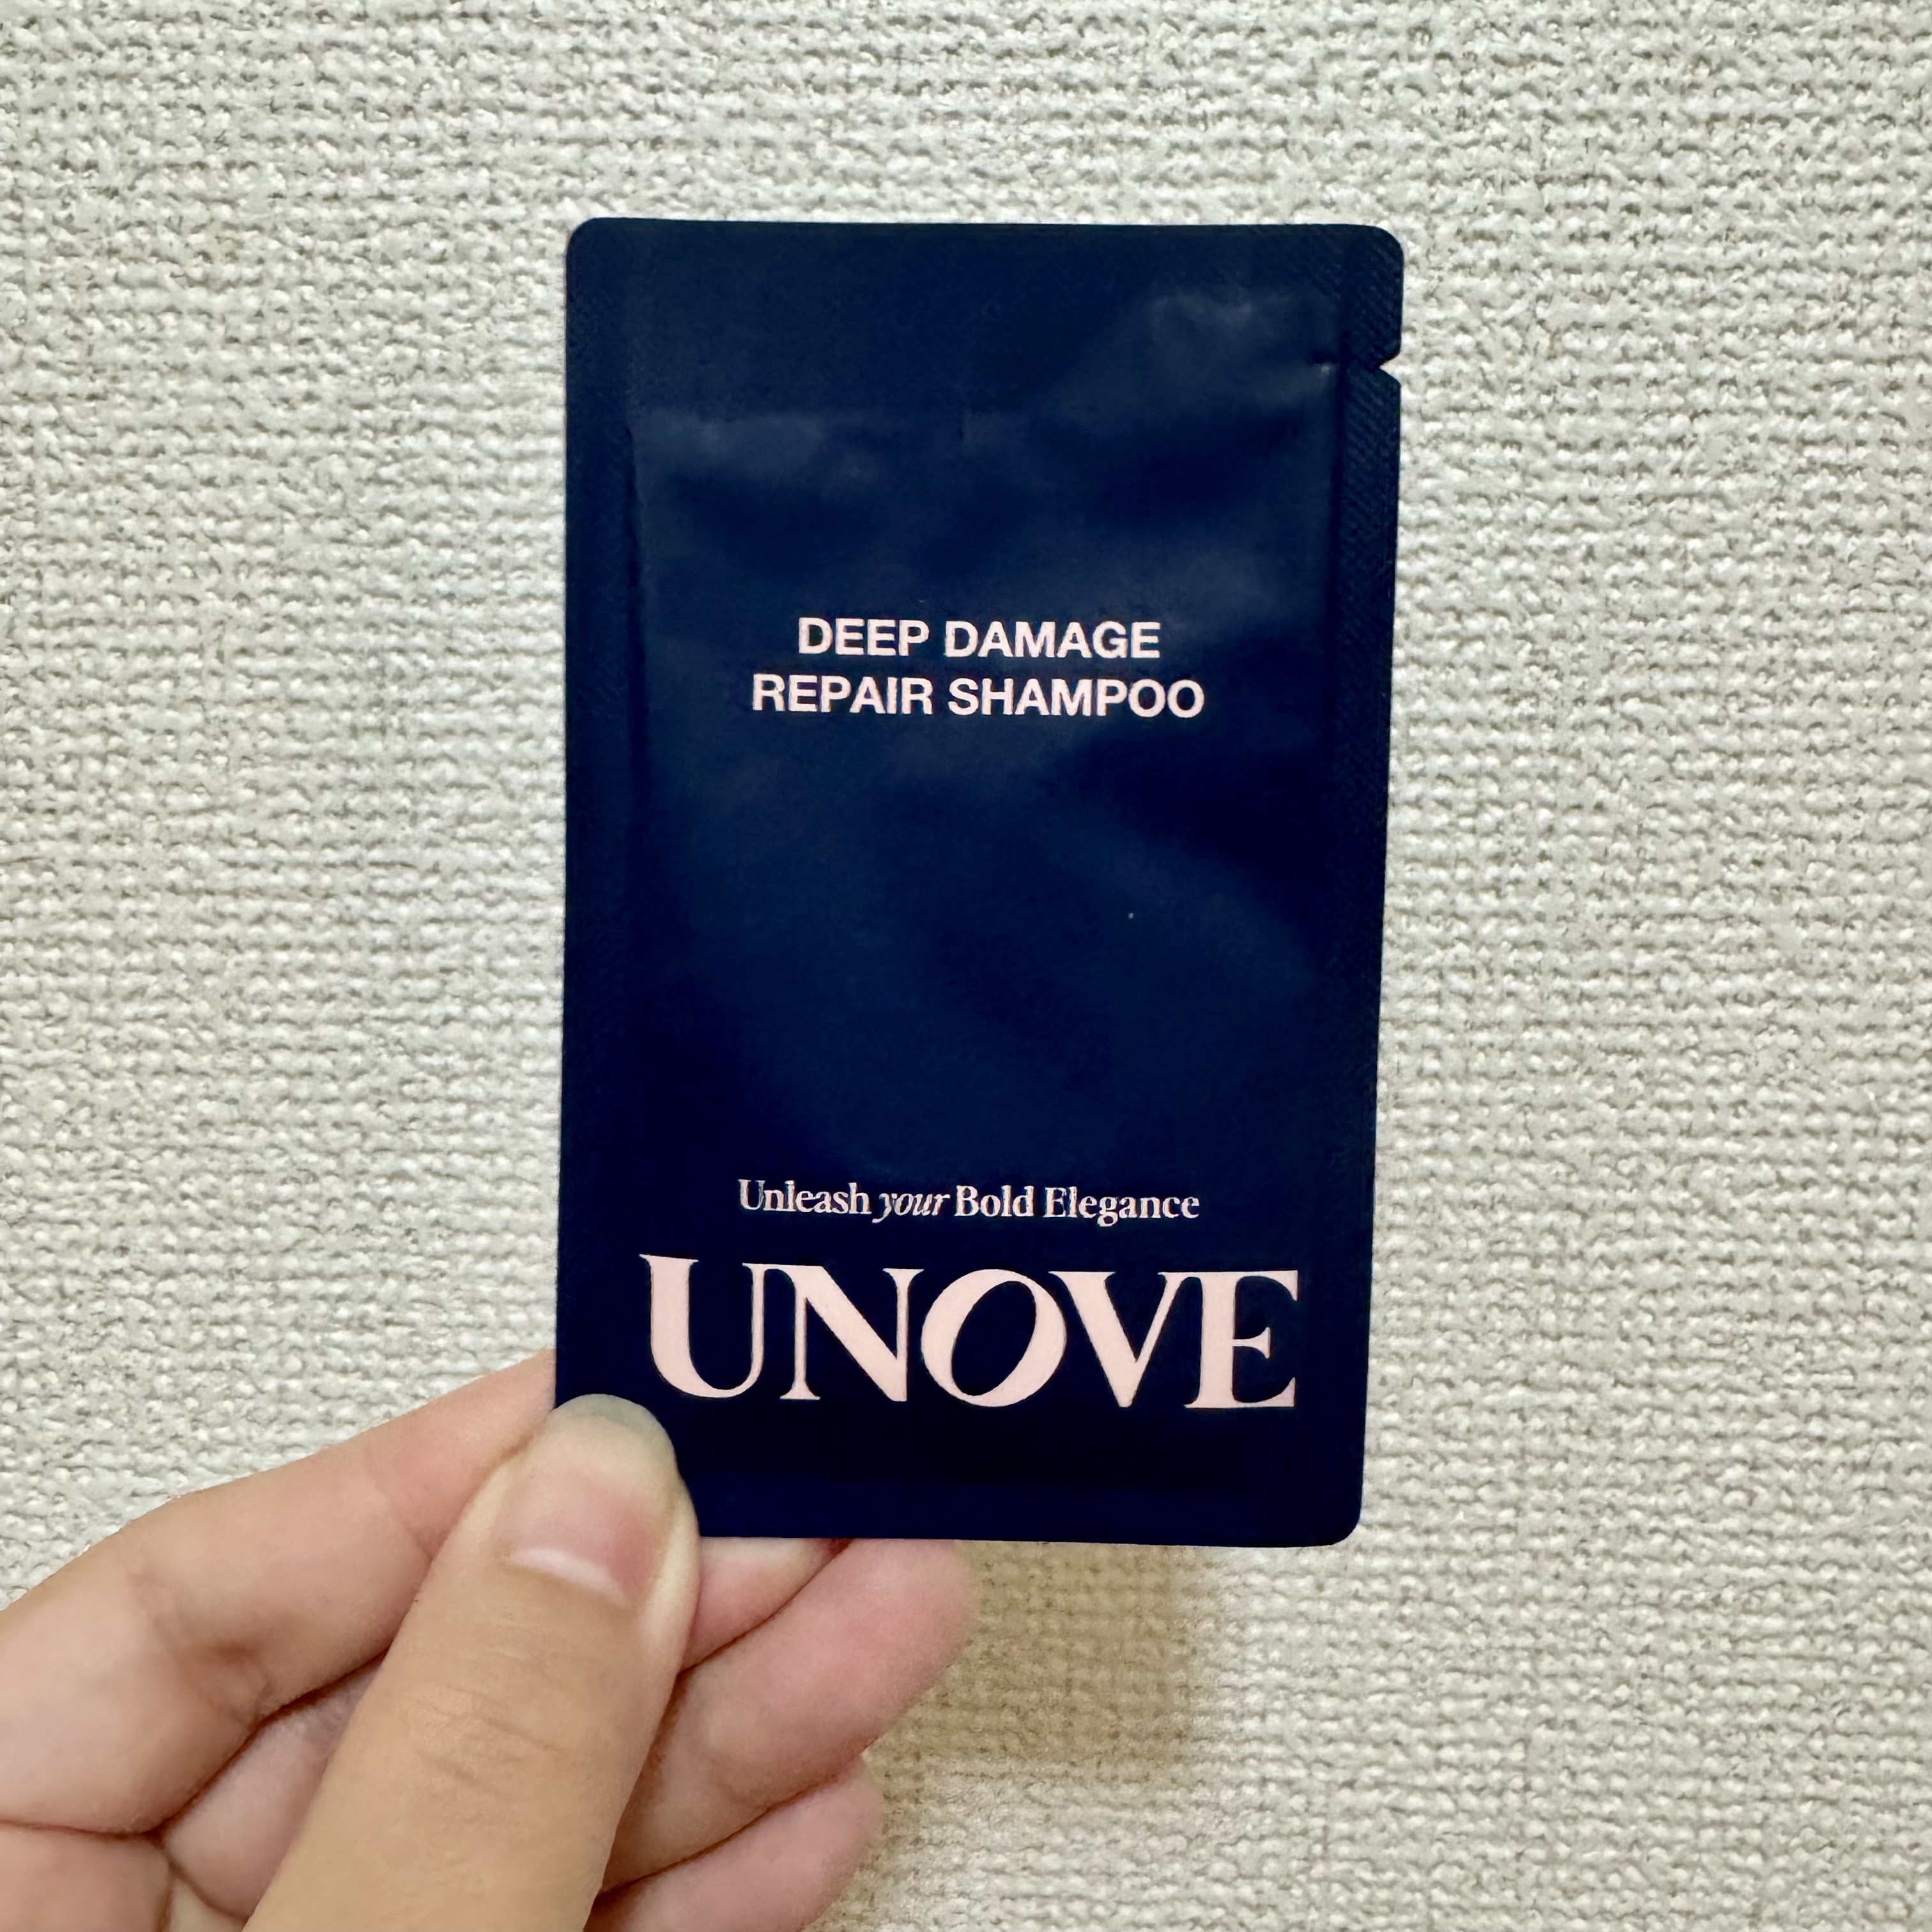 DEEP DAMAGE
REPAIR SHAMPOO
Unleash your Bold Elegance
UNOVE